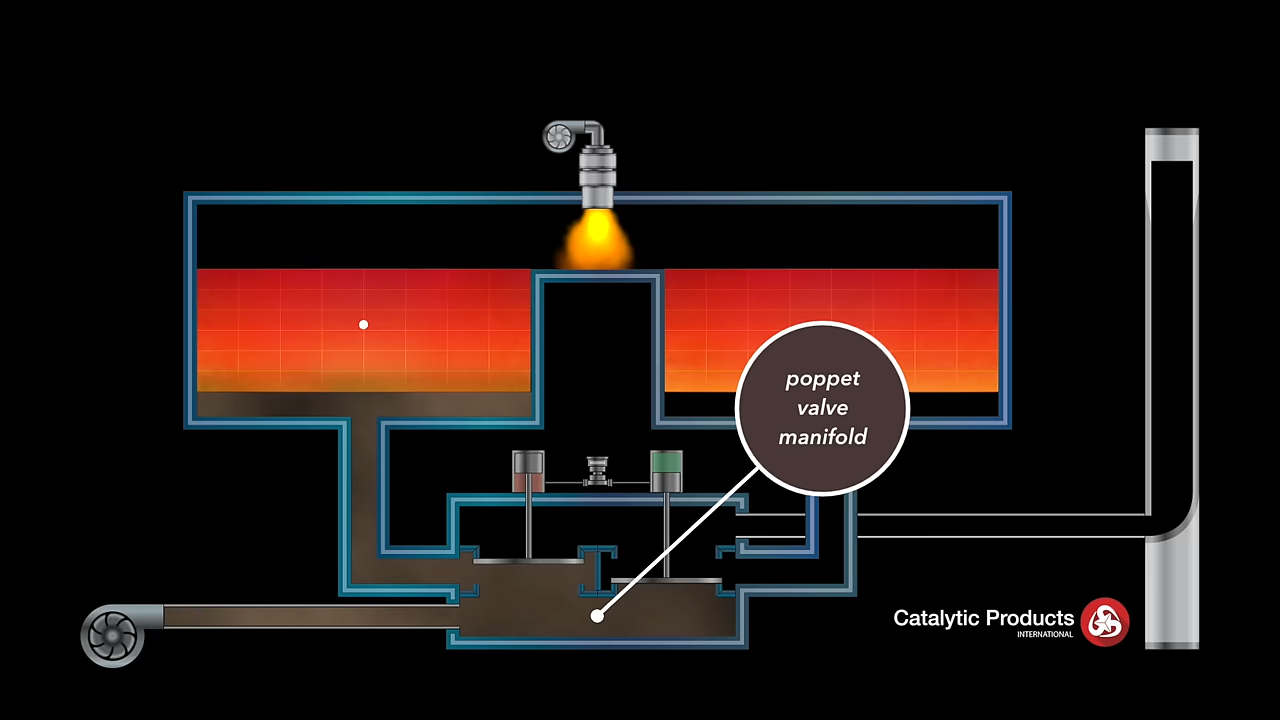 poppet
valve
manifold
Catalytic Products
INTERNATIONAL